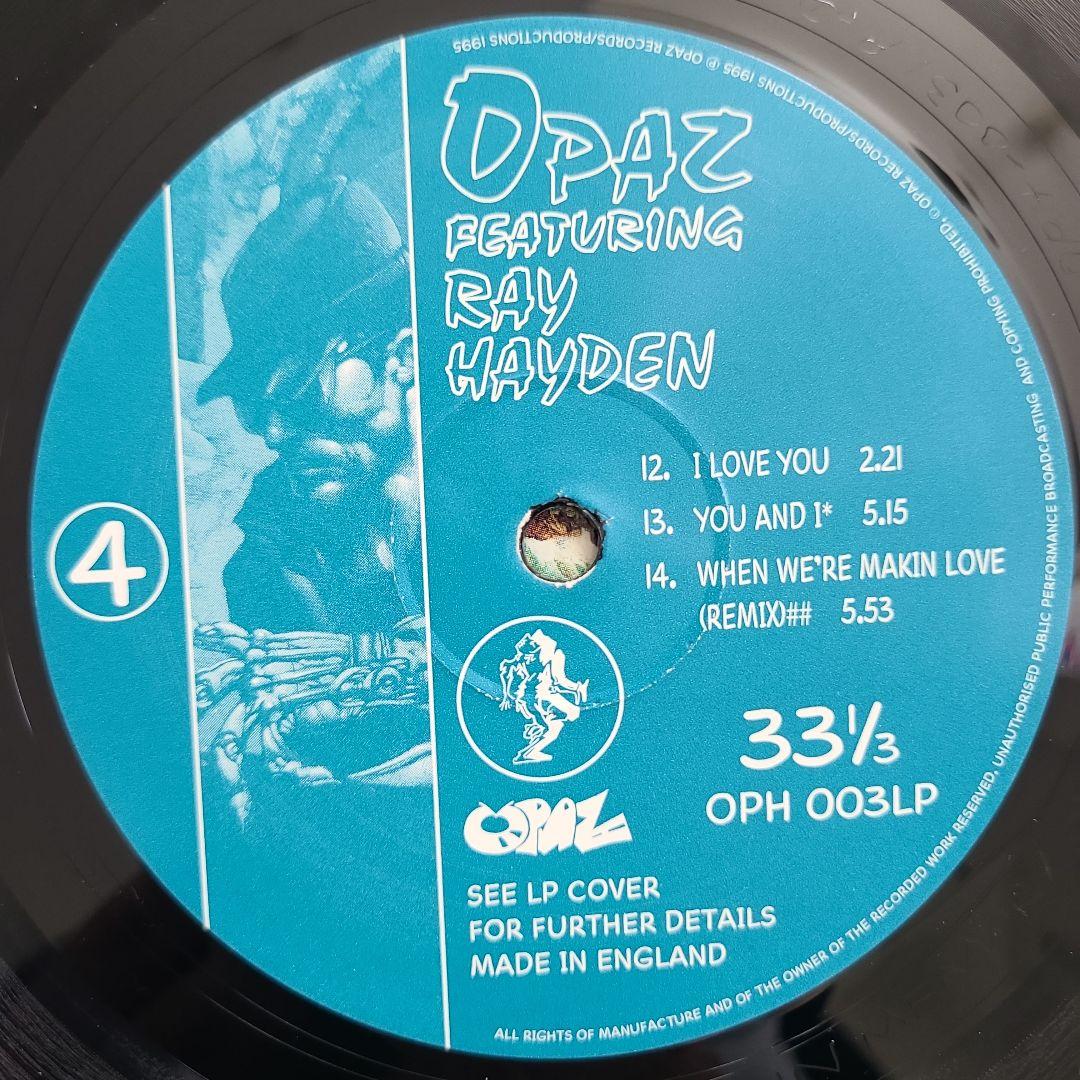 OPAZ
FEATURING
RAY
HAYDEN
12. I LOVE YOU 2.21
13. YOU AND I* 5.15
14. WHEN WE'RE MAKIN LOVE
(REMIX)## 5.53
4
33⅓
OPH 003LP
OPAZ
SEE LP COVER
FOR FURTHER DETAILS
MADE IN ENGLAND
ALL RIGHTS OF MANUFACTURE AND OF THE OWNER OF THE RECORDED WORK RESERVED. UNAUTHORISED PUBLIC PERFORMANCE BROADCASTING AND COPYING PROHIBITED. © OPAZ RECORDS/PRODUCTIONS 1995 ℗ OPAZ RECORDS/PRODUCTIONS 1995